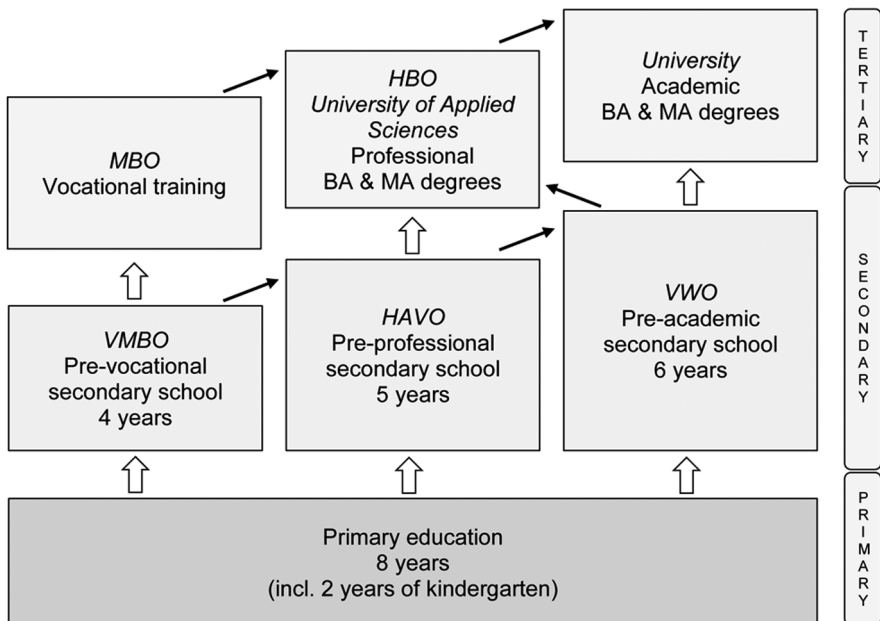 MBO
Vocational training
HBO
University of Applied
Sciences
Professional
BA & MA degrees
University
Academic
BA & MA degrees
TERTIARY
VMBO
Pre-vocational
secondary school
4 years
HAVO
Pre-professional
secondary school
5 years
VWO
Pre-academic
secondary school
6 years
SECONDARY
Primary education
8 years
(incl. 2 years of kindergarten)
PRIMARY